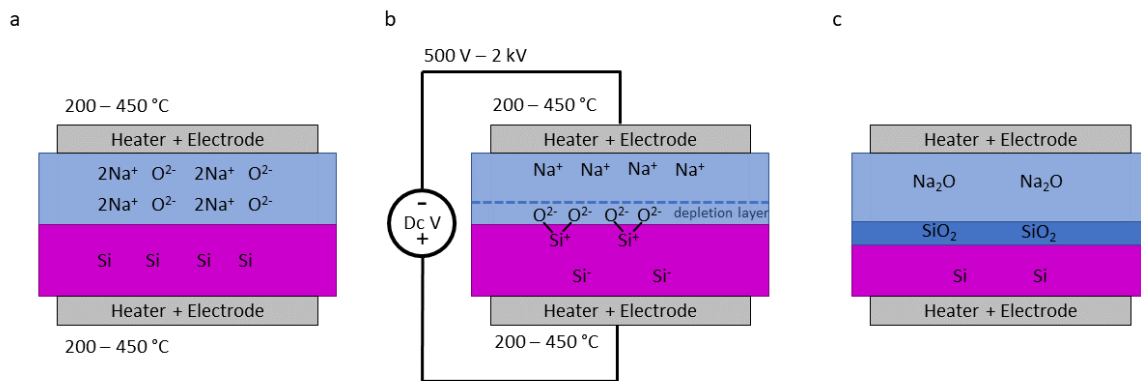 a
200 – 450 °C
Heater + Electrode
2Na⁺ O²⁻ 2Na⁺ O²⁻
2Na⁺ O²⁻ 2Na⁺ O²⁻
Si Si Si Si
Heater + Electrode
200 – 450 °C
b
500 V – 2 kV
200 – 450 °C
Heater + Electrode
Na⁺ Na⁺ Na⁺ Na⁺
O²⁻ O²⁻ O²⁻ O²⁻ depletion layer
Si⁺ Si⁺
Si⁻ Si⁻
-
Dc V
+
Heater + Electrode
200 – 450 °C
c
Heater + Electrode
Na₂O Na₂O
SiO₂ SiO₂
Si Si
Heater + Electrode